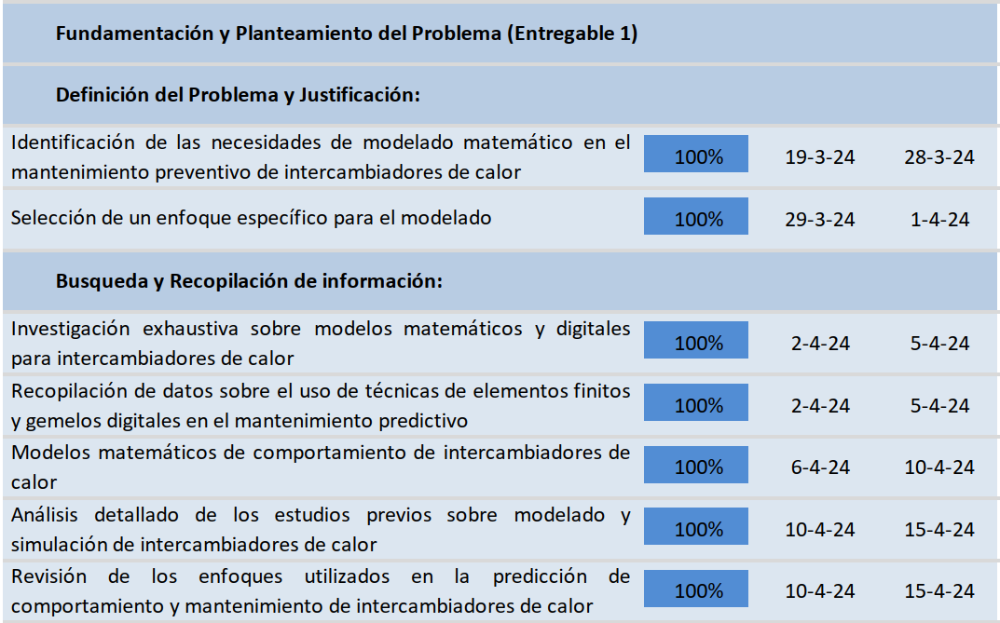 Fundamentación y Planteamiento del Problema (Entregable 1)
Definición del Problema y Justificación:
Identificación de las necesidades de modelado matemático en el
mantenimiento preventivo de intercambiadores de calor
100% 19-3-24 28-3-24
Selección de un enfoque específico para el modelado
100% 29-3-24 1-4-24
Busqueda y Recopilación de información:
Investigación exhaustiva sobre modelos matemáticos y digitales
para intercambiadores de calor
100% 2-4-24 5-4-24
Recopilación de datos sobre el uso de técnicas de elementos finitos
y gemelos digitales en el mantenimiento predictivo
100% 2-4-24 5-4-24
Modelos matemáticos de comportamiento de intercambiadores de
calor
100% 6-4-24 10-4-24
Análisis detallado de los estudios previos sobre modelado y
simulación de intercambiadores de calor
100% 10-4-24 15-4-24
Revisión de los enfoques utilizados en la predicción de
comportamiento y mantenimiento de intercambiadores de calor
100% 10-4-24 15-4-24